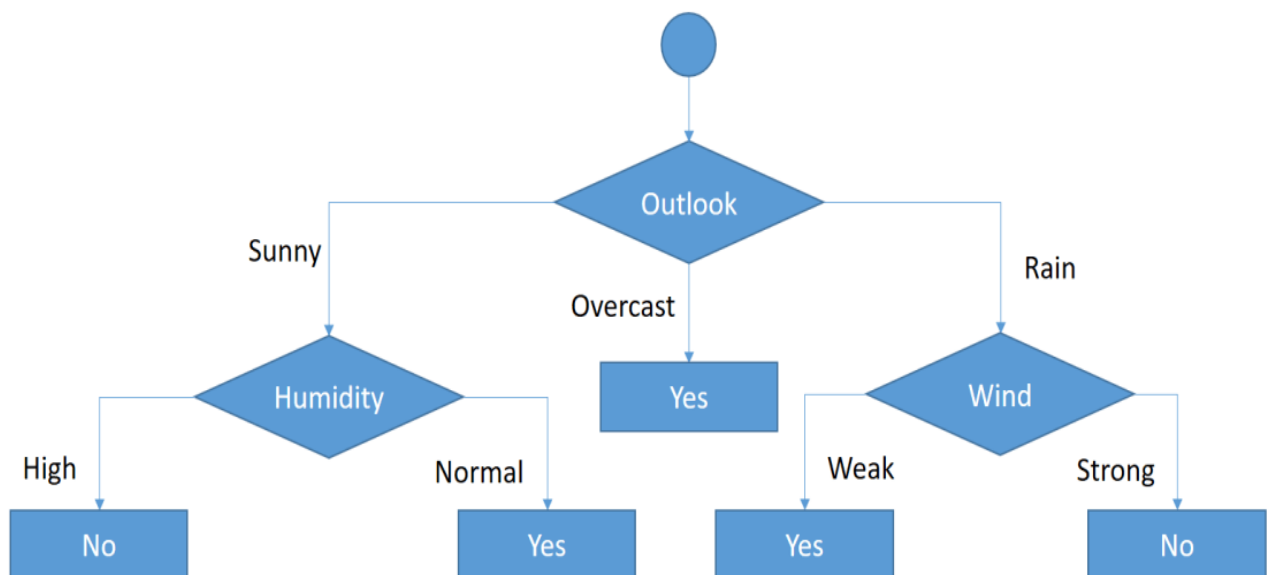 Outlook
Sunny
Rain
Overcast
Humidity
Yes
Wind
High
Normal
Weak
Strong
No
Yes
Yes
No